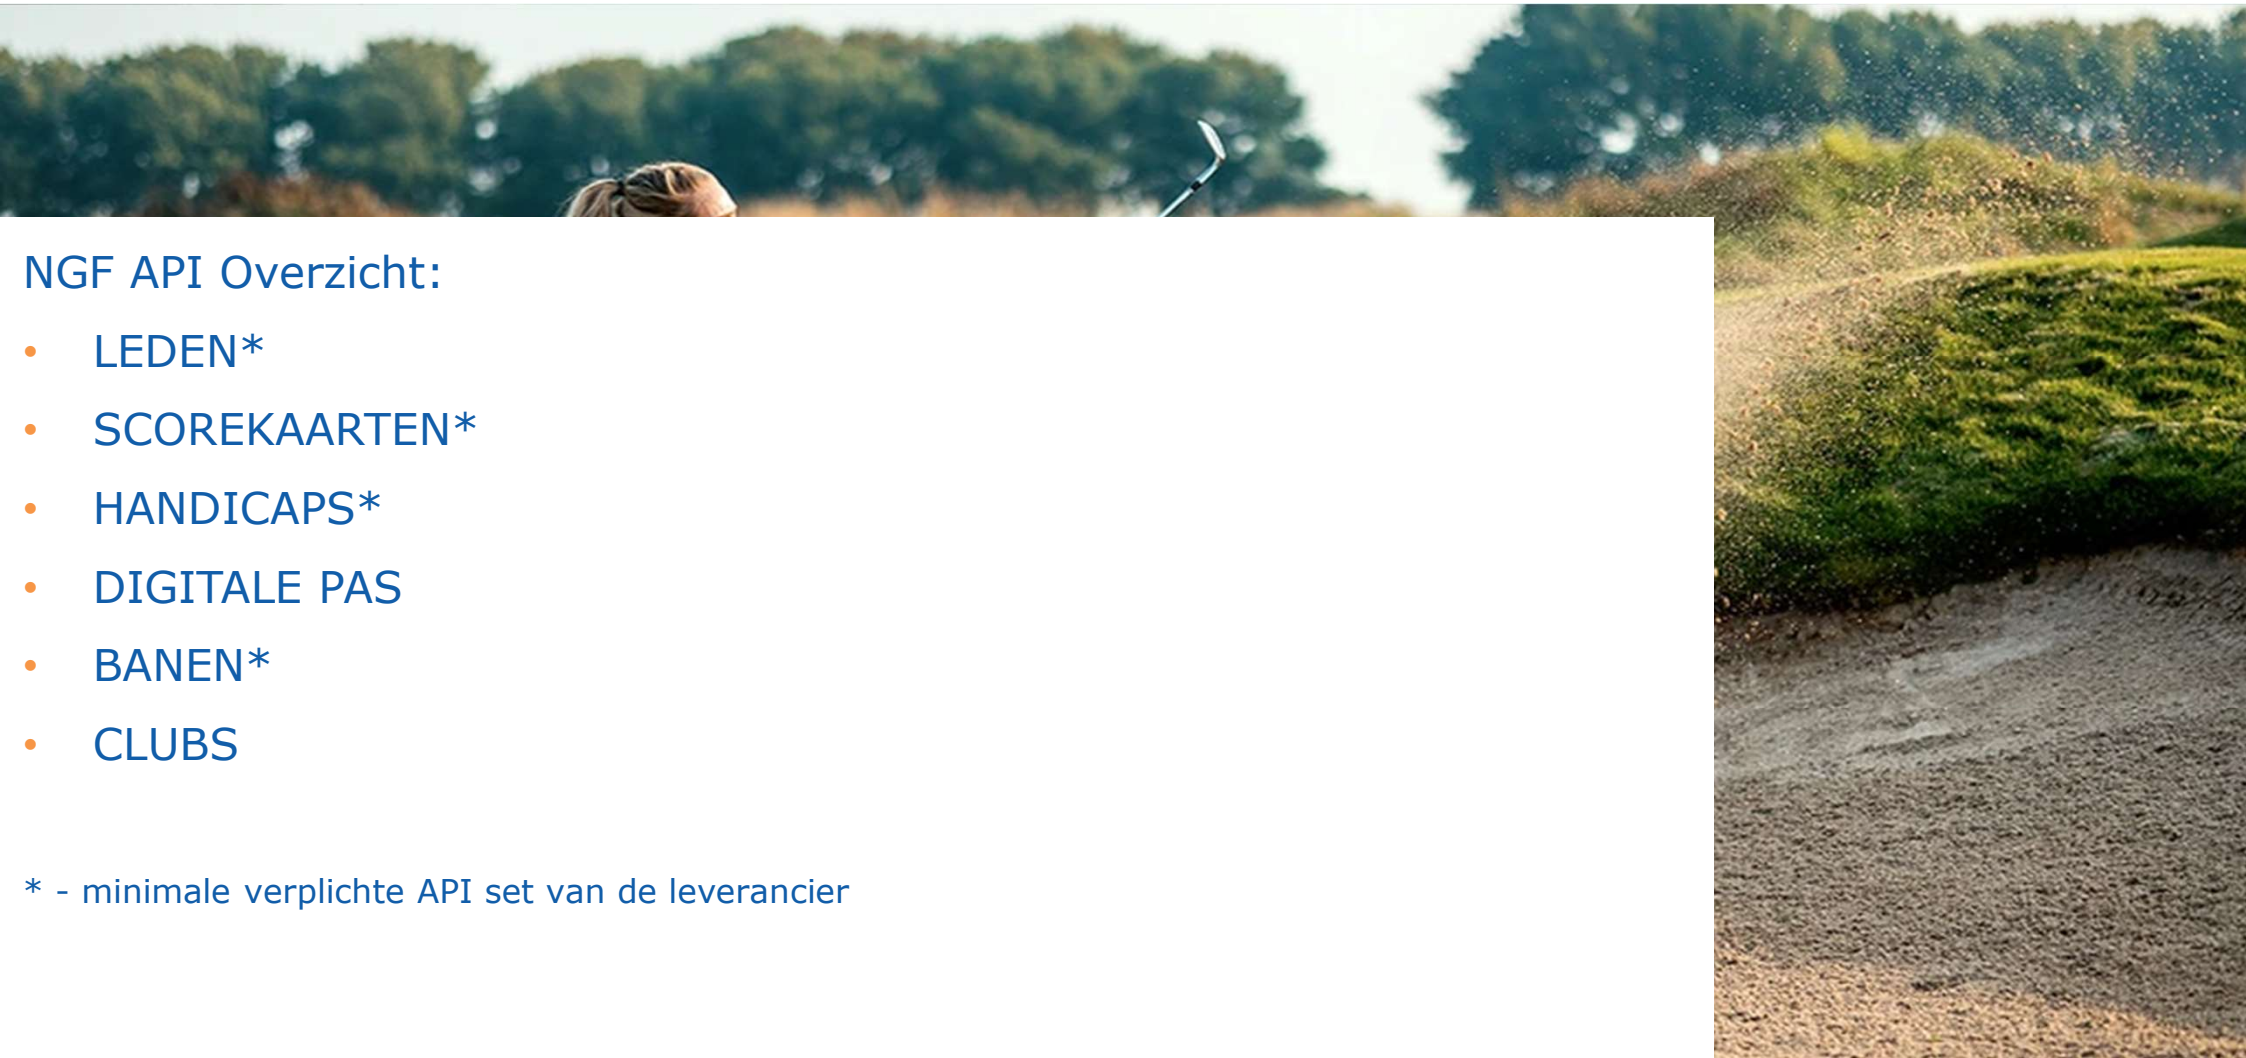 NGF API Overzicht:
• LEDEN*
• SCOREKAARTEN*
• HANDICAPS*
• DIGITALE PAS
• BANEN*
• CLUBS
* - minimale verplichte API set van de leverancier